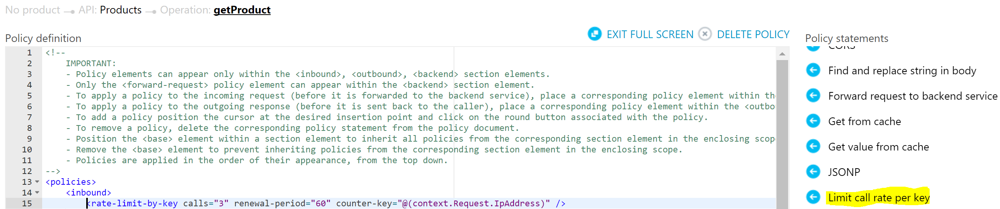 No product API: Products Operation: getProduct
EXIT FULL SCREEN DELETE POLICY
Policy definition
1 <!--
2 IMPORTANT:
3 - Policy elements can appear only within the <inbound>, <outbound>, <backend> section elements.
4 - Only the <forward-request> policy element can appear within the <backend> section element.
5 - To apply a policy to the incoming request (before it is forwarded to the backend service), place a corresponding policy element within th
6 - To apply a policy to the outgoing response (before it is sent back to the caller), place a corresponding policy element within the <outbo
7 - To add a policy position the cursor at the desired insertion point and click on the round button associated with the policy.
8 - To remove a policy, delete the corresponding policy statement from the policy document.
9 - Position the <base> element within a section element to inherit all policies from the corresponding section element in the enclosing scop
10 - Remove the <base> element to prevent inheriting policies from the corresponding section element in the enclosing scope.
11 - Policies are applied in the order of their appearance, from the top down.
12 -->
13 <policies>
14 <inbound>
15 <rate-limit-by-key calls="3" renewal-period="60" counter-key="@(context.Request.IpAddress)" />
Policy statements
CORS
Find and replace string in body
Forward request to backend service
Get from cache
Get value from cache
JSONP
Limit call rate per key